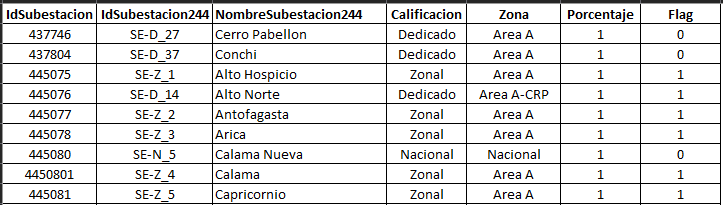 IdSubestacion IdSubestacion244 NombreSubestacion244 Calificacion Zona Porcentaje Flag
437746 SE-D_27 Cerro Pabellon Dedicado Area A 1 0
437804 SE-D_37 Conchi Dedicado Area A 1 0
445075 SE-Z_1 Alto Hospicio Zonal Area A 1 1
445076 SE-D_14 Alto Norte Dedicado Area A-CRP 1 1
445077 SE-Z_2 Antofagasta Zonal Area A 1 1
445078 SE-Z_3 Arica Zonal Area A 1 1
445080 SE-N_5 Calama Nueva Nacional Nacional 1 0
4450801 SE-Z_4 Calama Zonal Area A 1 1
445081 SE-Z_5 Capricornio Zonal Area A 1 1